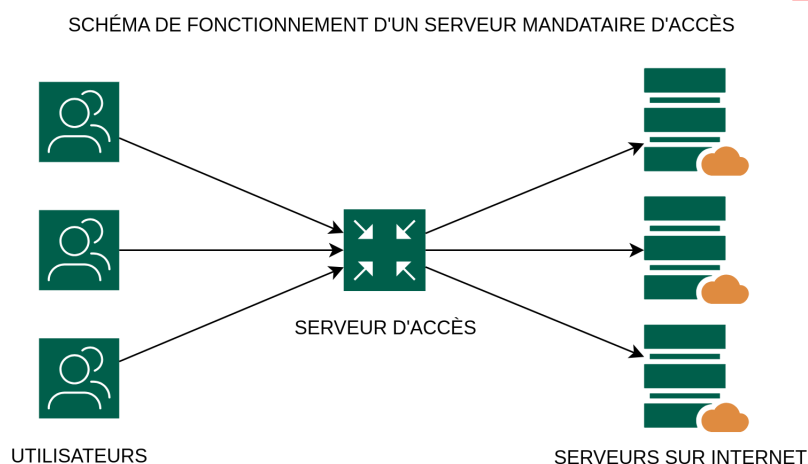 SCHÉMA DE FONCTIONNEMENT D'UN SERVEUR MANDATAIRE D'ACCÈS
SERVEUR D'ACCÈS
UTILISATEURS
SERVEURS SUR INTERNET